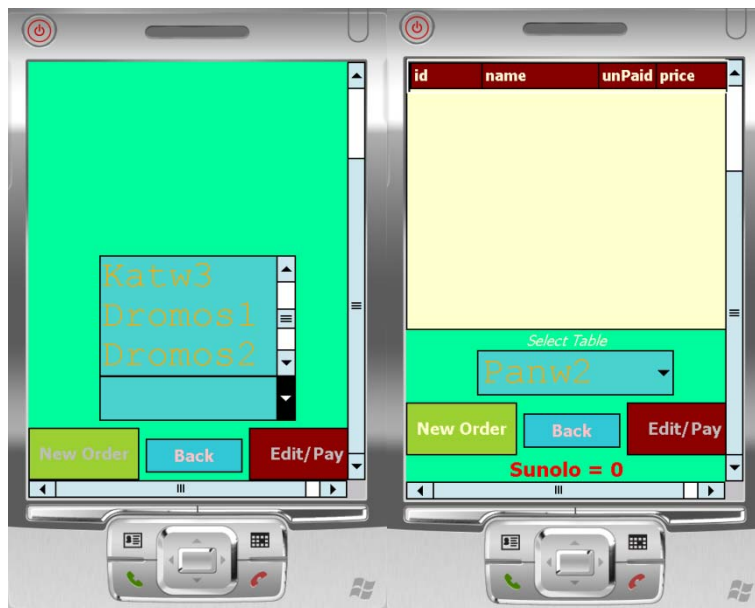 Katw3
Dromos1
Dromos2
New Order Back Edit/Pay
id name unPaid price
Select Table
Panw2
New Order Back Edit/Pay
Sunolo = 0